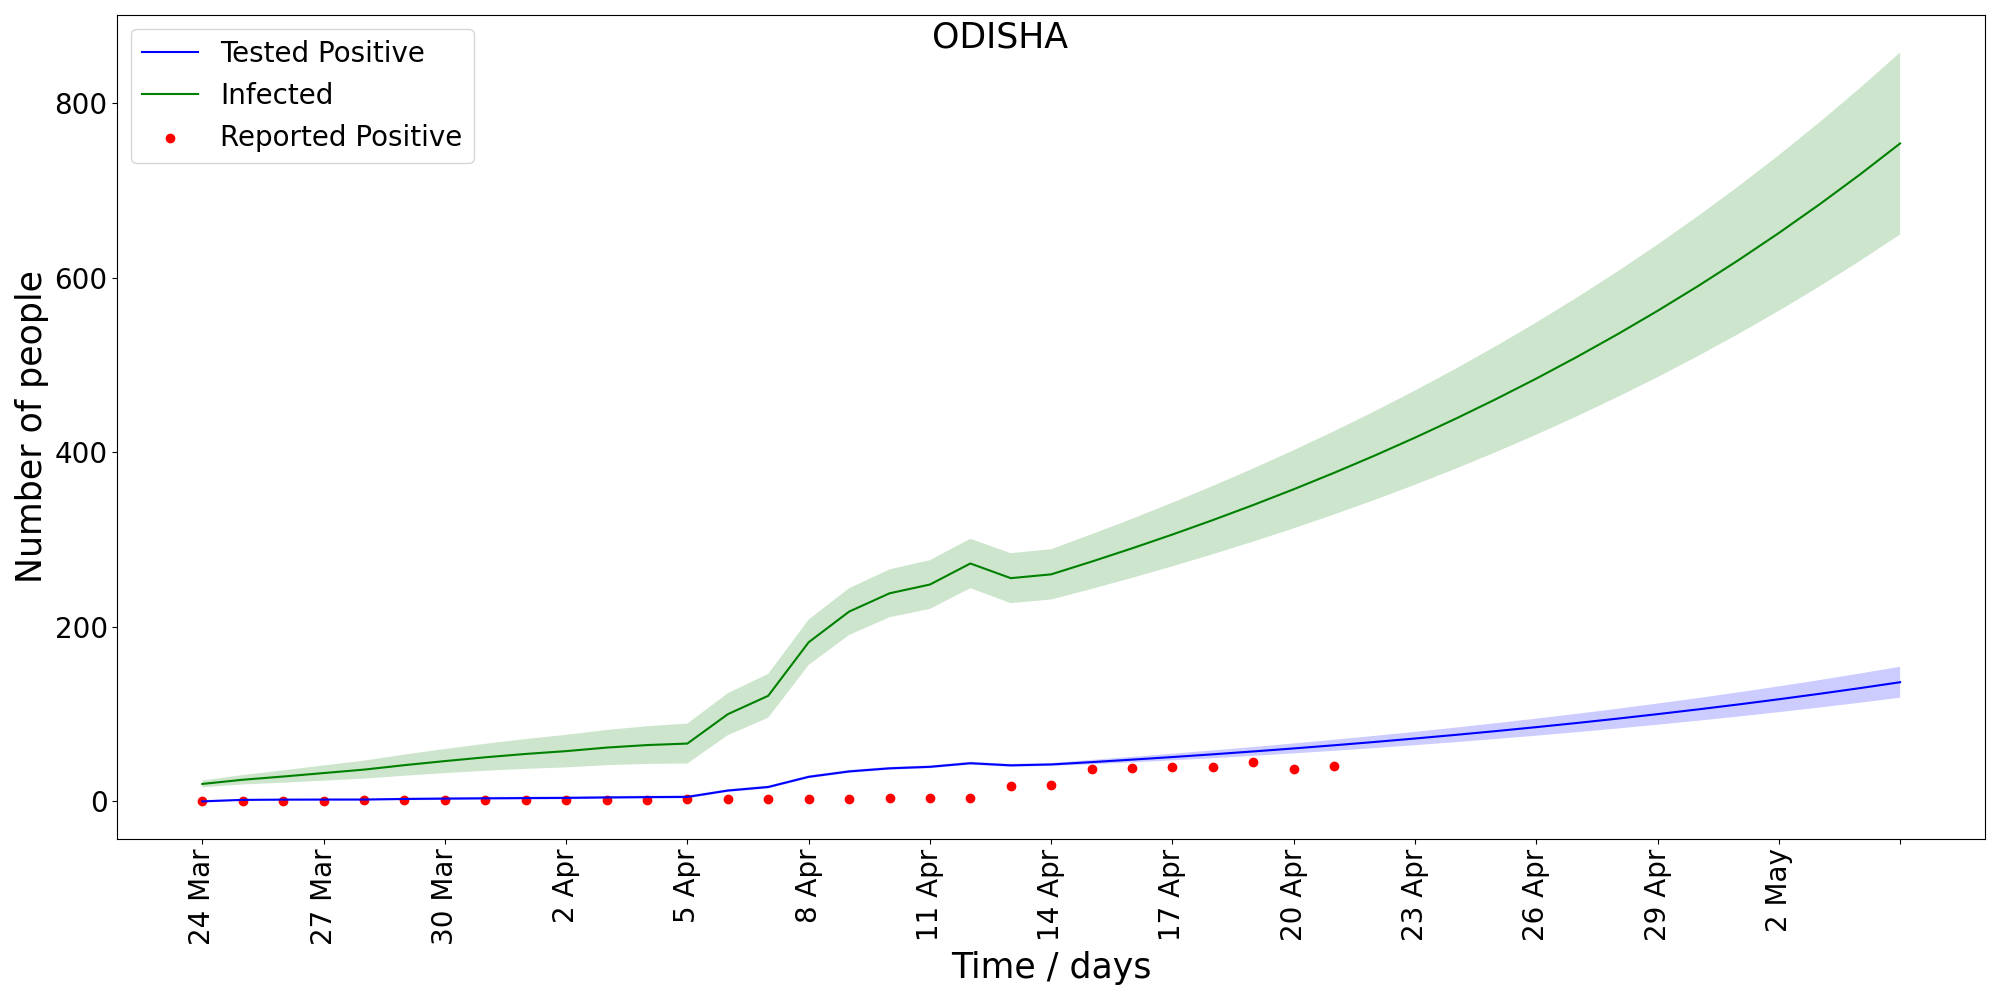 ODISHA
Tested Positive
Infected
Reported Positive
Number of people
800
600
400
200
0
24 Mar
27 Mar
30 Mar
2 Apr
5 Apr
8 Apr
11 Apr
14 Apr
17 Apr
20 Apr
23 Apr
26 Apr
29 Apr
2 May
Time / days